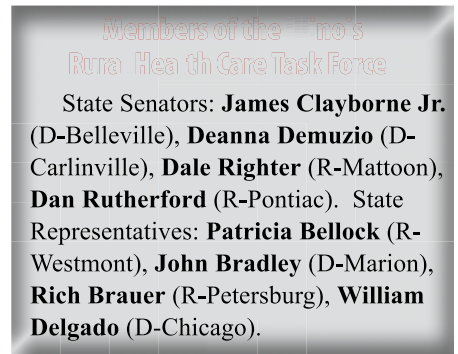 Members of the
Rural Health Care Task Force
State Senators: James Clayborne Jr.
(D-Belleville), Deanna Demuzio (D-
Carlinville), Dale Righter (R-Mattoon),
Dan Rutherford (R-Pontiac). State
Representatives: Patricia Bellock (R-
Westmont), John Bradley (D-Marion),
Rich Brauer (R-Petersburg), William
Delgado (D-Chicago).